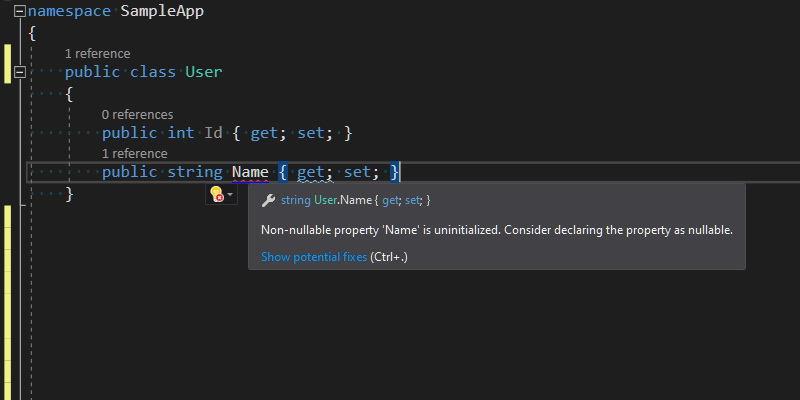 namespace SampleApp
{
1 reference
public class User
{
0 references
public int Id { get; set; }
1 reference
public string Name { get; set; }
}
string User.Name { get; set; }
Non-nullable property 'Name' is uninitialized. Consider declaring the property as nullable.
Show potential fixes (Ctrl+.)